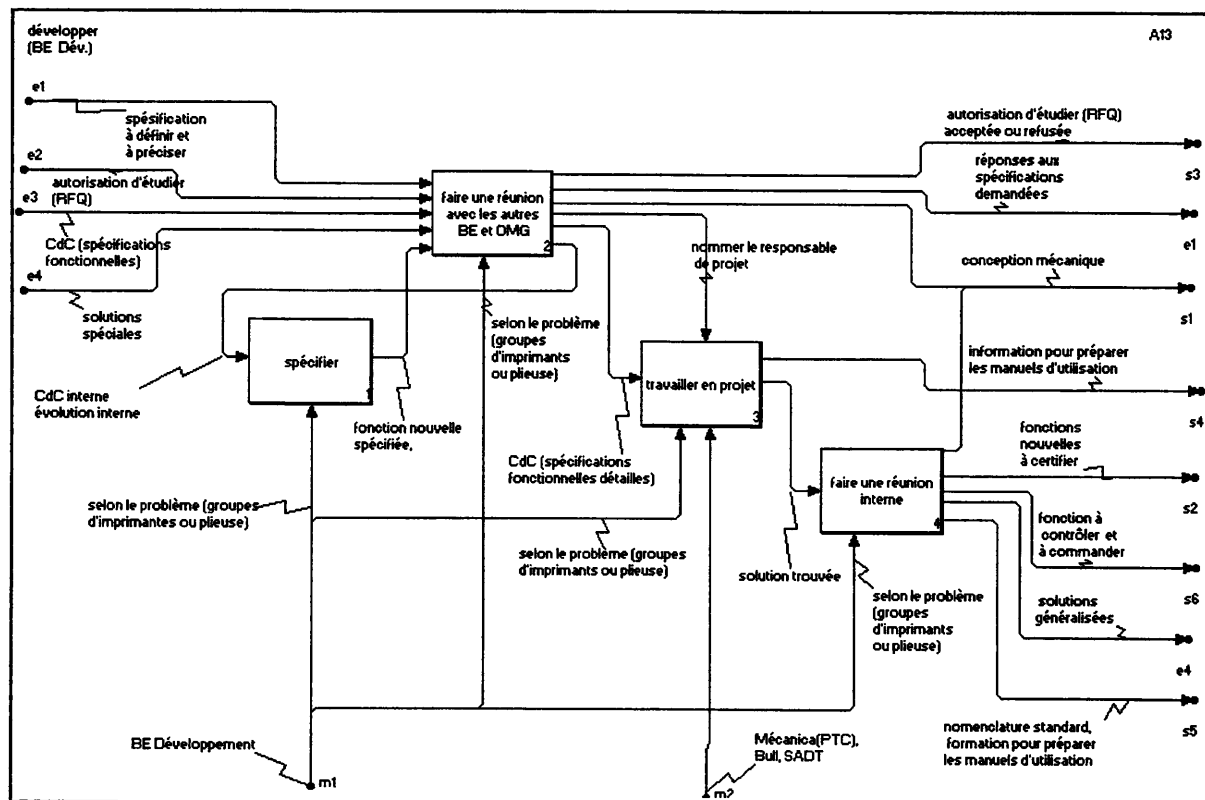 développer
(BE Dév.)
A13
e1
spésification
à définir et
à préciser
e2
autorisation d'étudier
(RFQ)
e3
CdC (spécifications
fonctionnelles)
e4
solutions
spéciales
faire une réunion
avec les autres
BE et DMG
2
autorisation d'étudier (RFQ)
acceptée ou refusée
s3
réponses aux
spécifications
demandées
e1
nommer le responsable
de projet
conception mécanique
s1
selon le problème
(groupes
d'imprimants
ou plieuse)
spécifier
1
CdC interne
évolution interne
fonction nouvelle
spécifiée,
travailler en projet
3
information pour préparer
les manuels d'utilisation
s4
CdC (spécifications
fonctionnelles détailles)
fonctions
nouvelles
à certifier
s2
faire une réunion
interne
4
selon le problème (groupes
d'imprimantes ou plieuse)
selon le problème (groupes
d'imprimants ou plieuse)
solution trouvée
selon le problème
(groupes
d'imprimants
ou plieuse)
fonction à
contrôler et
à commander
s6
solutions
généralisées
e4
nomenclature standard,
formation pour préparer
les manuels d'utilisation
s5
BE Développement
m1
Mécanica(PTC),
Bull, SADT
m2